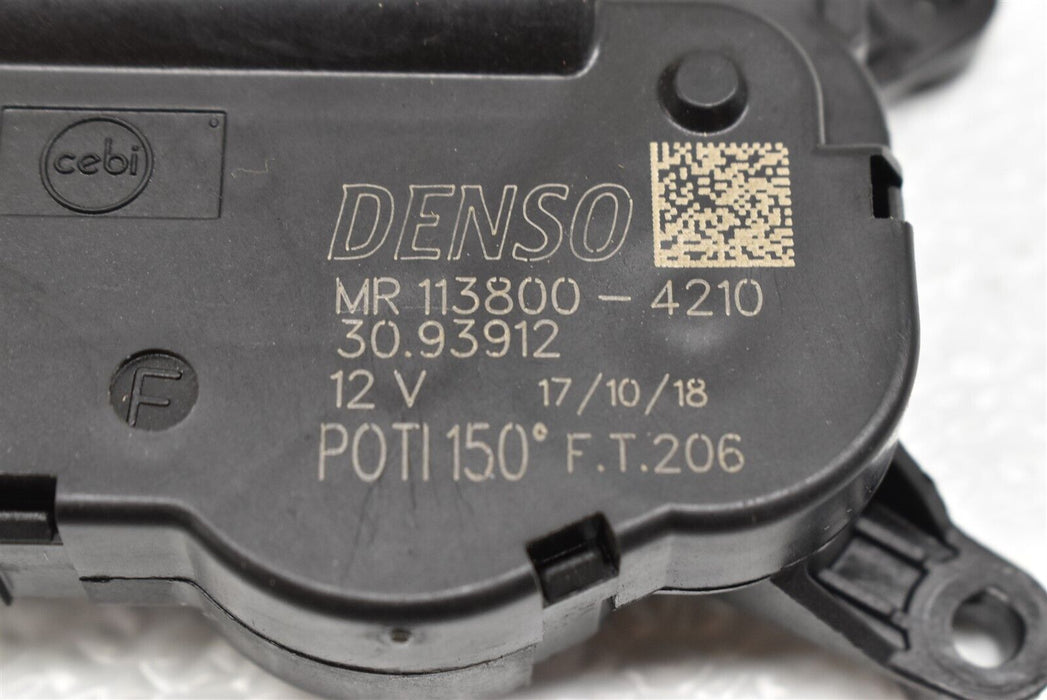 cebi
DENSO
MR 113800 - 4210
30.93912
12 V 17/10/18
F
POTI 150° F.T.206